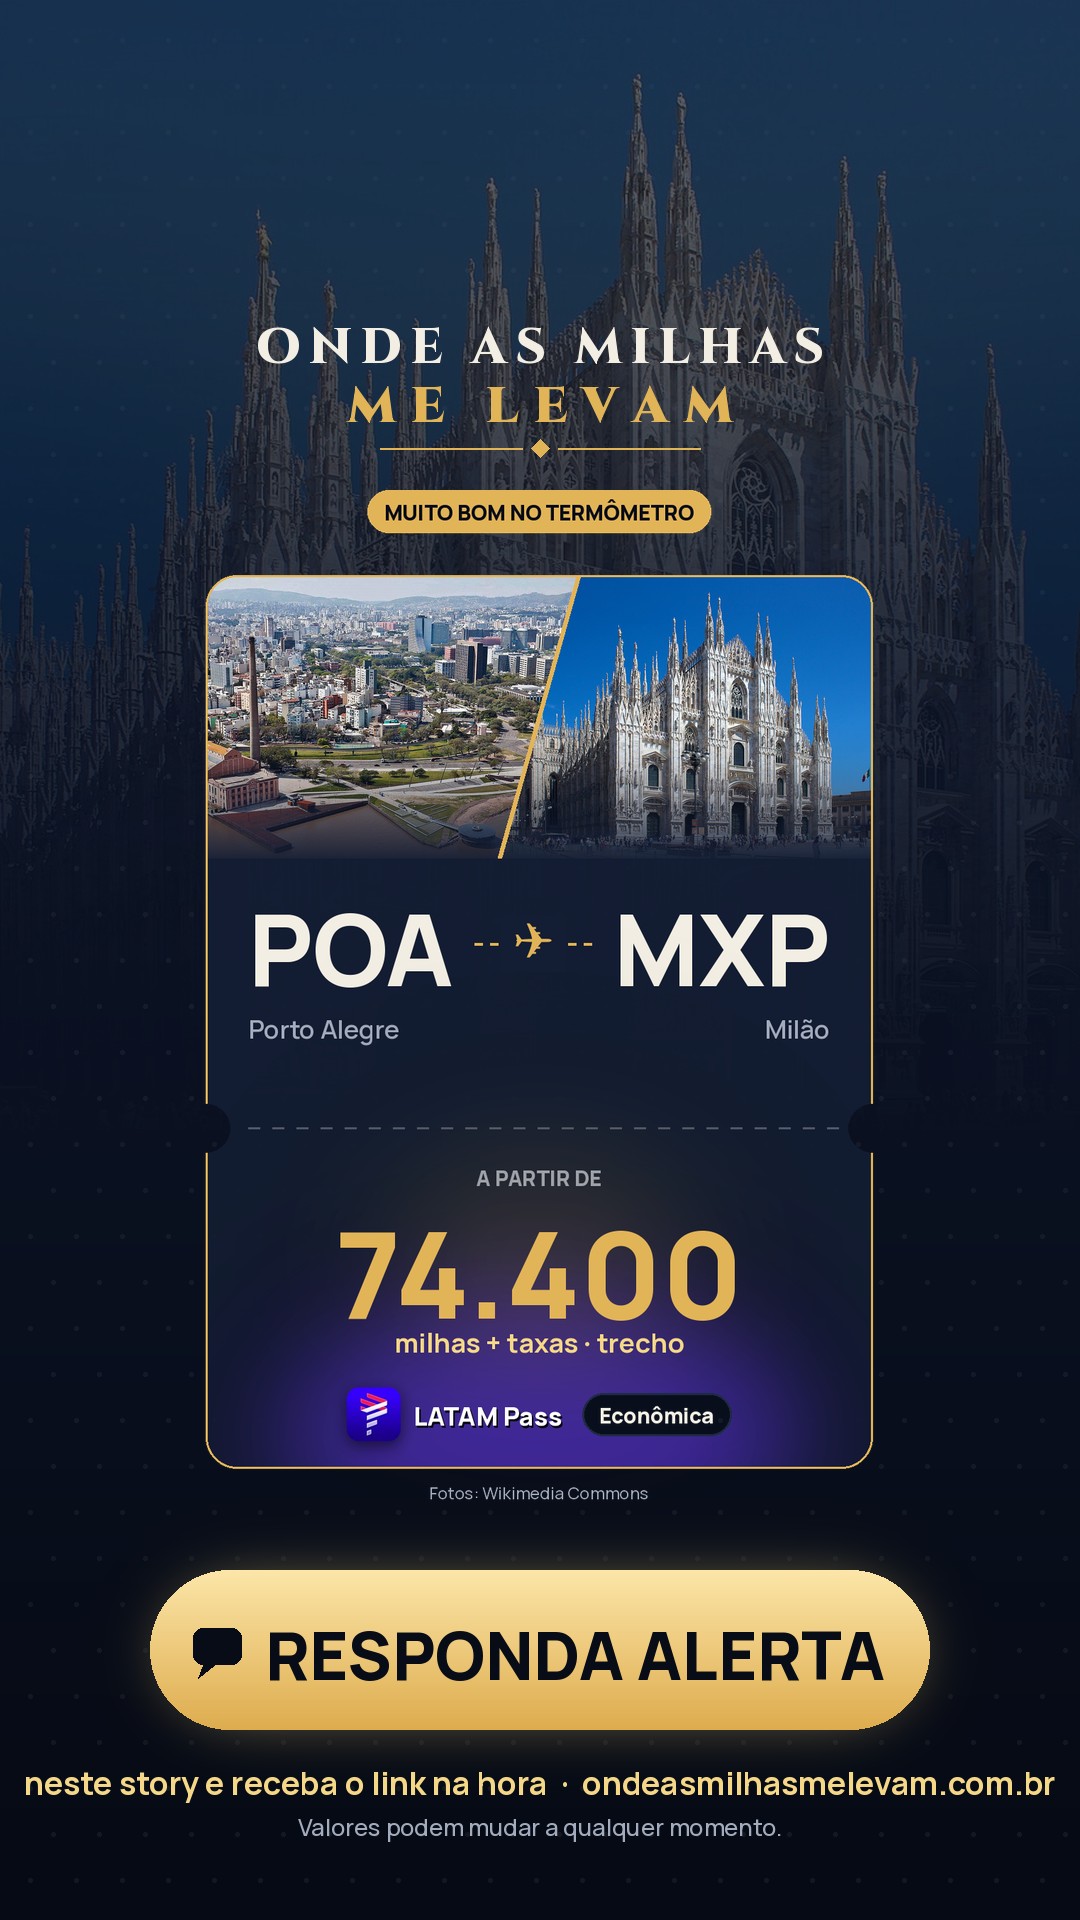 ONDE AS MILHAS
ME LEVAM
MUITO BOM NO TERMÔMETRO
POA -- ✈ -- MXP
Porto Alegre Milão
A PARTIR DE
74.400
milhas + taxas · trecho
LATAM Pass Econômica
Fotos: Wikimedia Commons
RESPONDA ALERTA
neste story e receba o link na hora · ondeasmilhasmelevam.com.br
Valores podem mudar a qualquer momento.